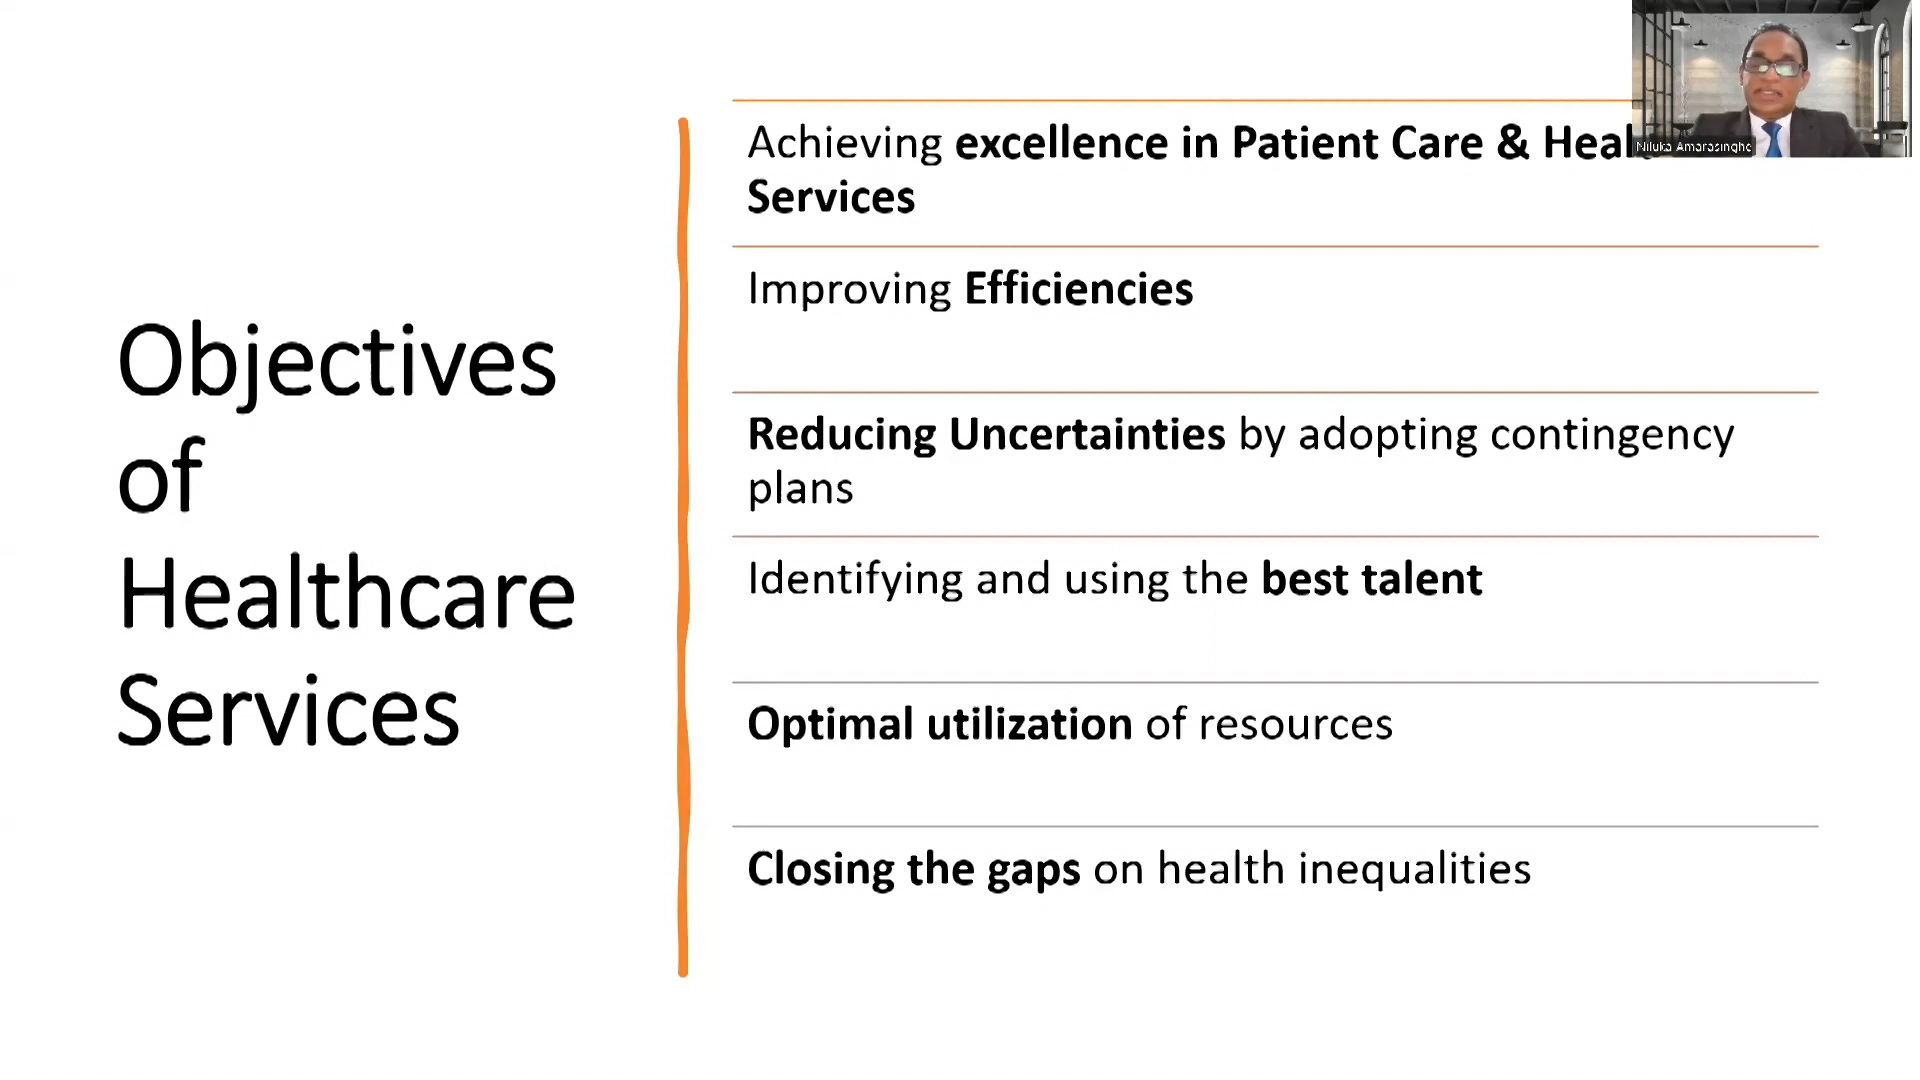 Objectives
of
Healthcare
Services
Achieving excellence in Patient Care &
Services
Improving Efficiencies
Reducing Uncertainties by adopting contingency
plans
Identifying and using the best talent
Optimal utilization of resources
Closing the gaps on health inequalities
Niluka Amarasinghe